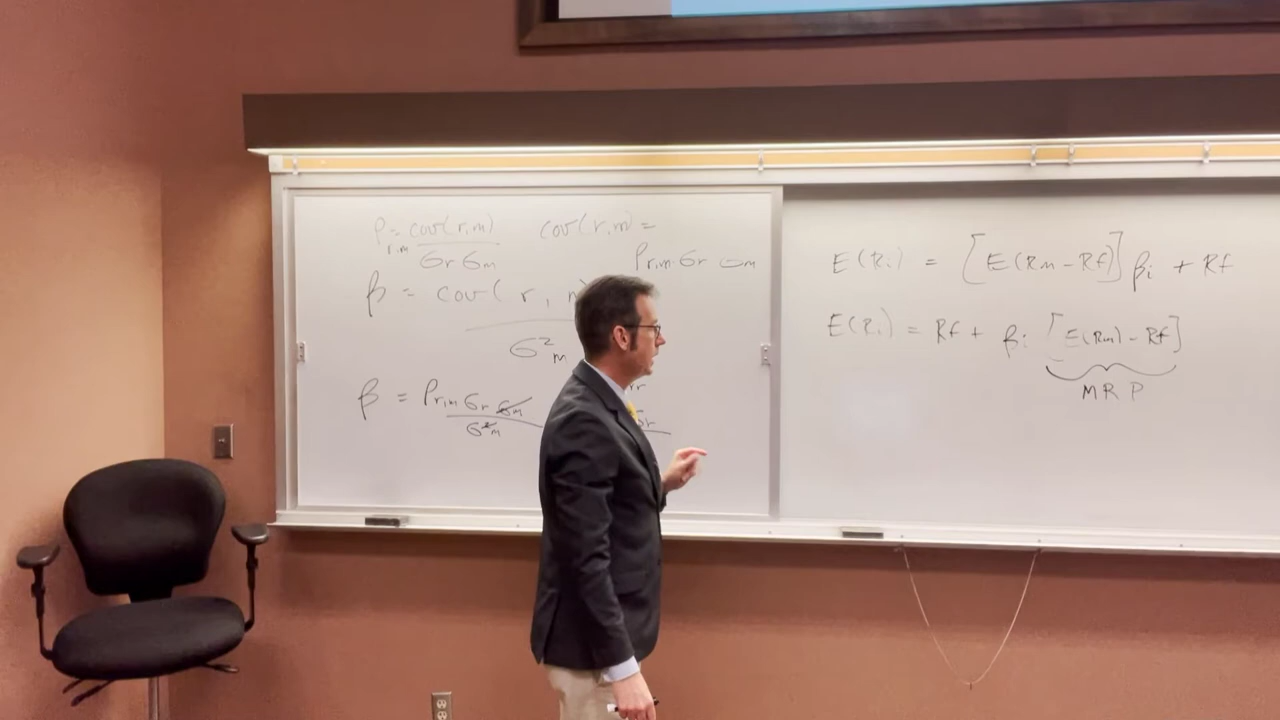 ρ r,m = cov(r,m) / σr σm
cov(r,m) =
ρr,m σr σm
β = cov( r ,
σ²m
β = ρr,m σr σm / σ²m
σr
E(Ri) = [E(Rm - Rf)] βi + Rf
E(Ri) = Rf + βi [E(Rm) - Rf]
MRP